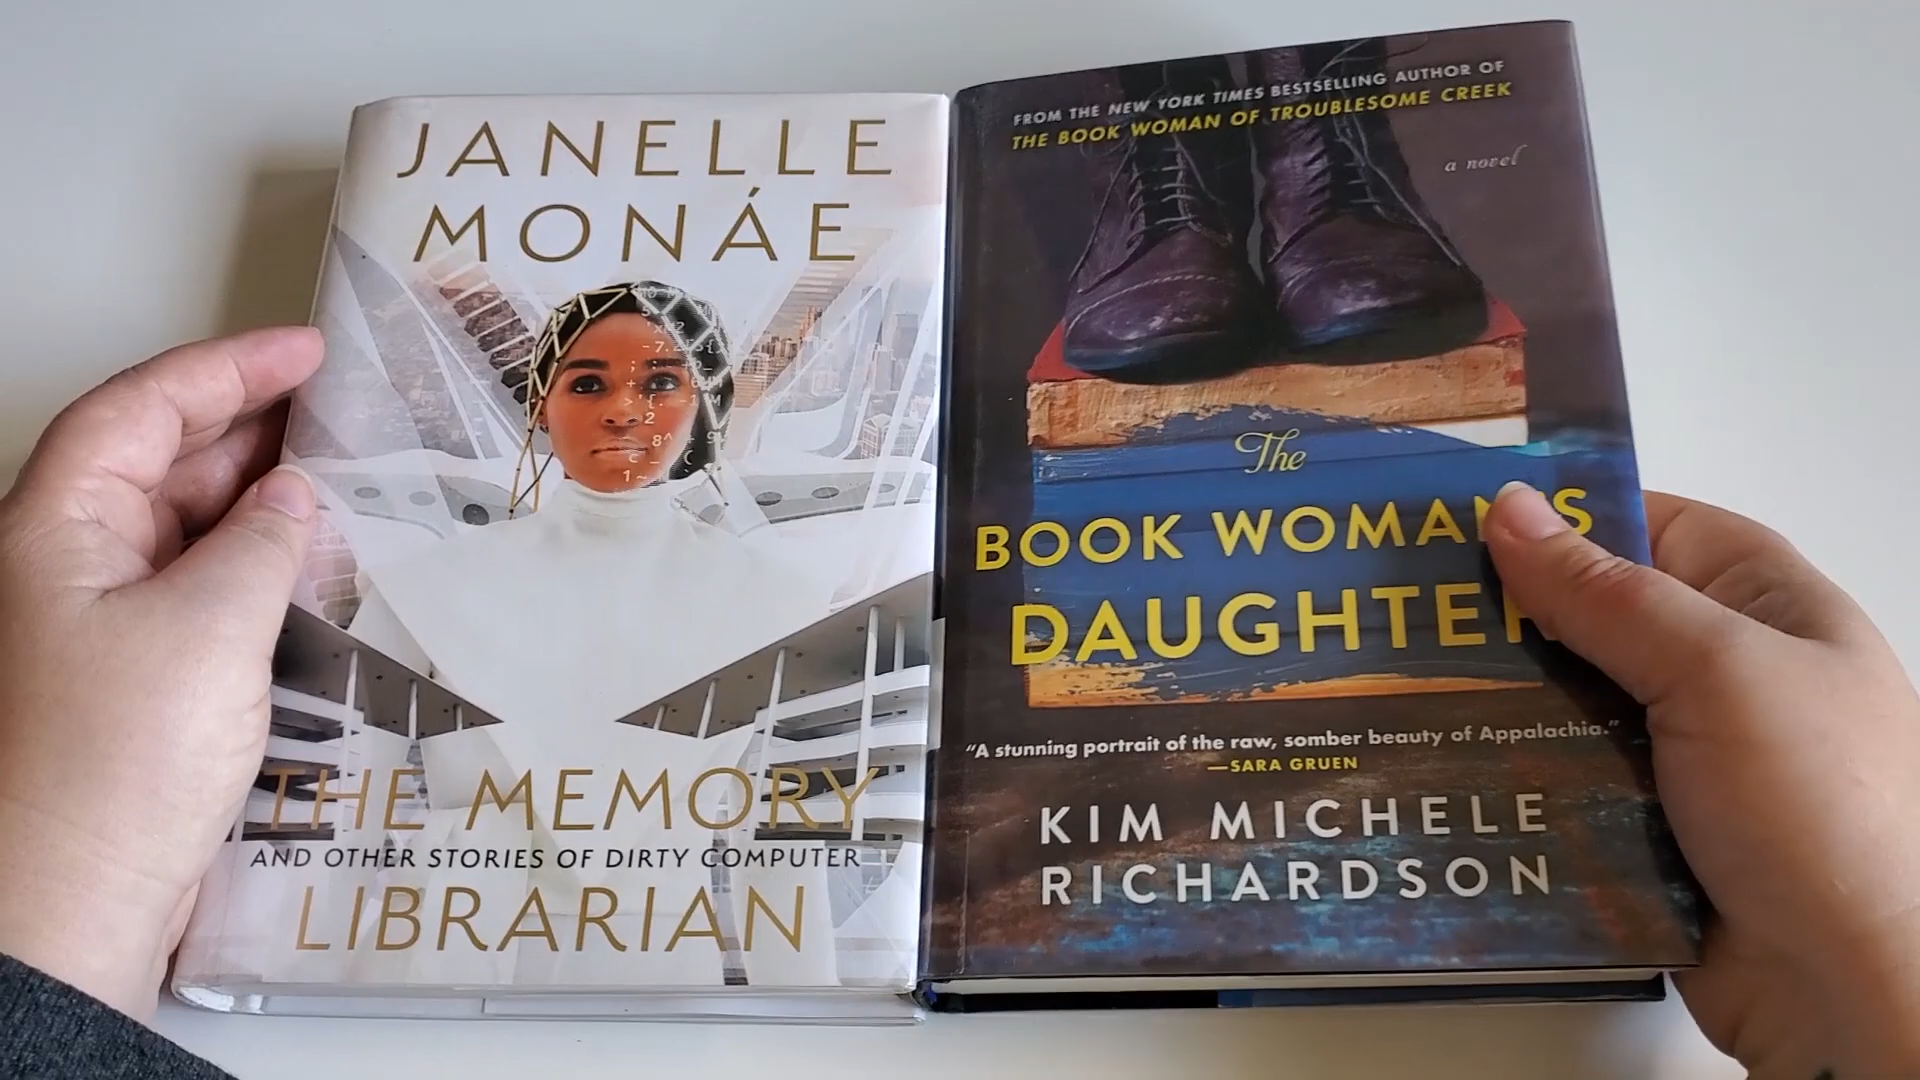 JANELLE
MONÁE
THE MEMORY
AND OTHER STORIES OF DIRTY COMPUTER
LIBRARIAN
FROM THE NEW YORK TIMES BESTSELLING AUTHOR OF
THE BOOK WOMAN OF TROUBLESOME CREEK
a novel
The
BOOK WOMAN'S
DAUGHTER
“A stunning portrait of the raw, somber beauty of Appalachia.”
—SARA GRUEN
KIM MICHELE
RICHARDSON